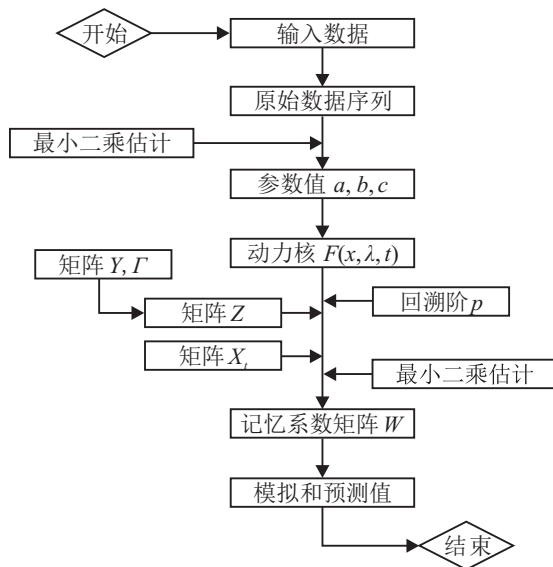 开始
输入数据
原始数据序列
最小二乘估计
参数值 a, b, c
动力核 F(x, λ, t)
矩阵 Y, Γ
回溯阶 p
矩阵 Z
矩阵 X_t
最小二乘估计
记忆系数矩阵 W
模拟和预测值
结束